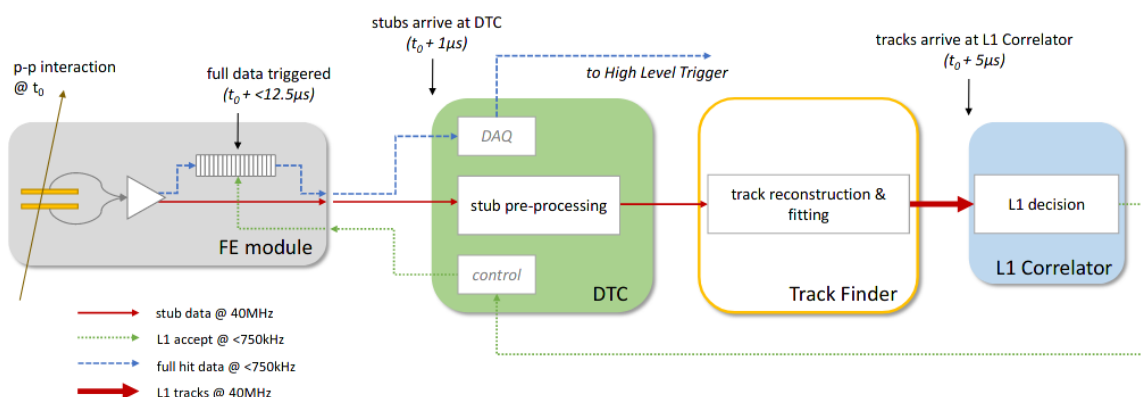 stubs arrive at DTC
(t0 + 1μs)
tracks arrive at L1 Correlator
(t0 + 5μs)
p-p interaction
@ t0
full data triggered
(t0 + <12.5μs)
to High Level Trigger
DAQ
stub pre-processing
track reconstruction &
fitting
L1 decision
FE module
control
DTC
Track Finder
L1 Correlator
stub data @ 40MHz
L1 accept @ <750kHz
full hit data @ <750kHz
L1 tracks @ 40MHz